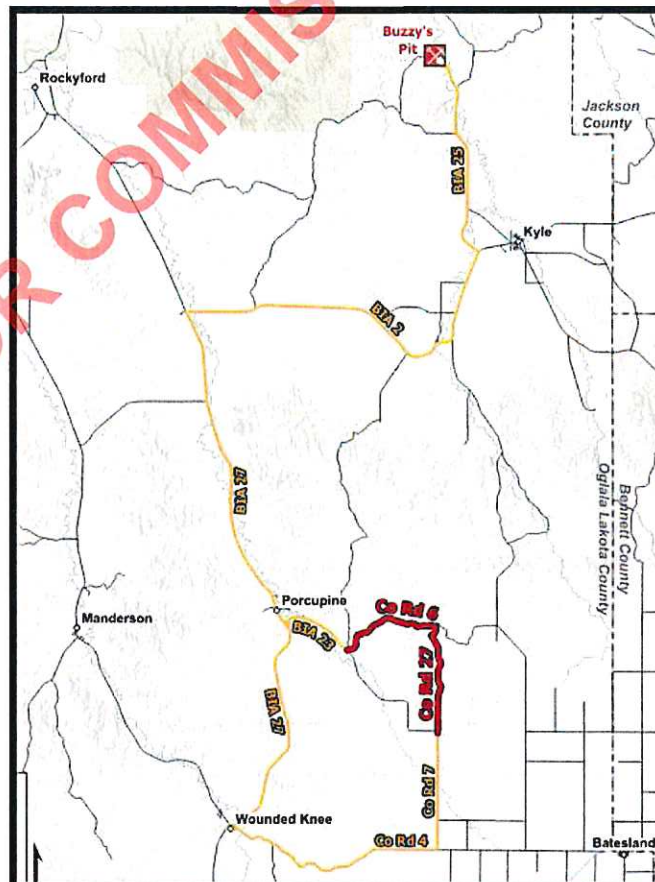 OR COMMIS
Buzzy's
Pit
Rockyford
Jackson
County
BIA 25
Kyle
BIA 2
BIA 27
Bennett County
Oglala Lakota County
Porcupine
Co Rd 6
Manderson
BIA 23
Co Rd 27
BIA 27
Co Rd 7
Wounded Knee
Co Rd 4
Batesland